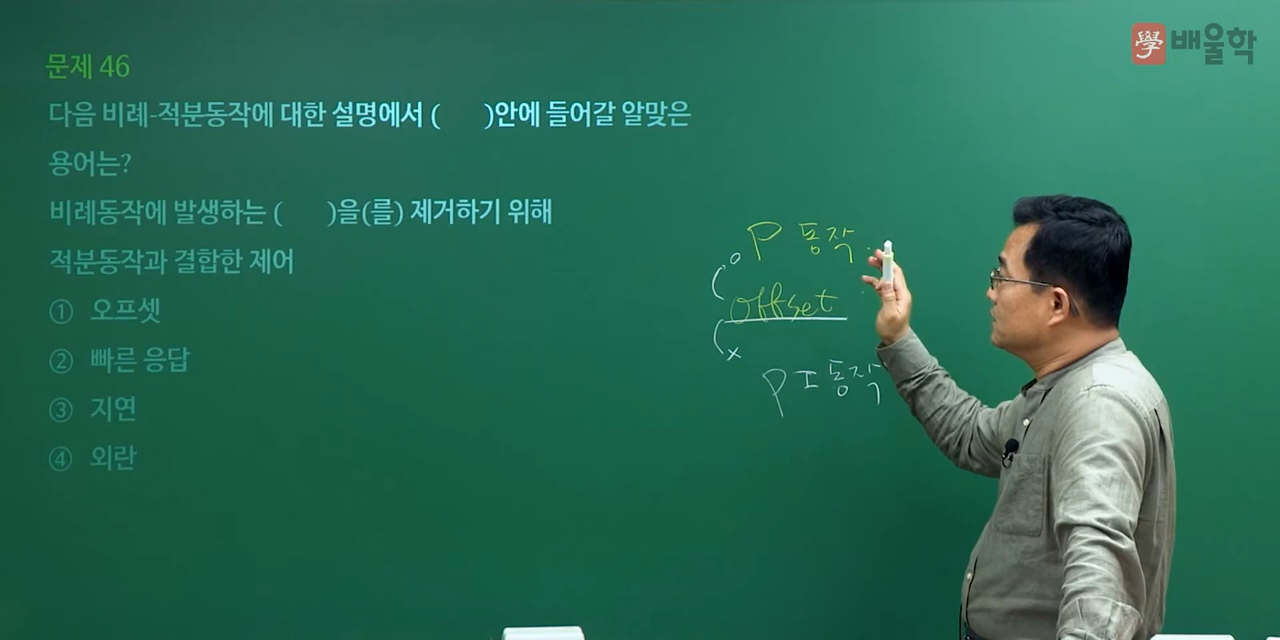 學 배울학
문제 46
다음 비례-적분동작에 대한 설명에서 (      )안에 들어갈 알맞은
용어는?
비례동작에 발생하는 (      )을(를) 제거하기 위해
적분동작과 결합한 제어
① 오프셋
② 빠른 응답
③ 지연
④ 외란
P 동작
o
offset
x
PI 동작